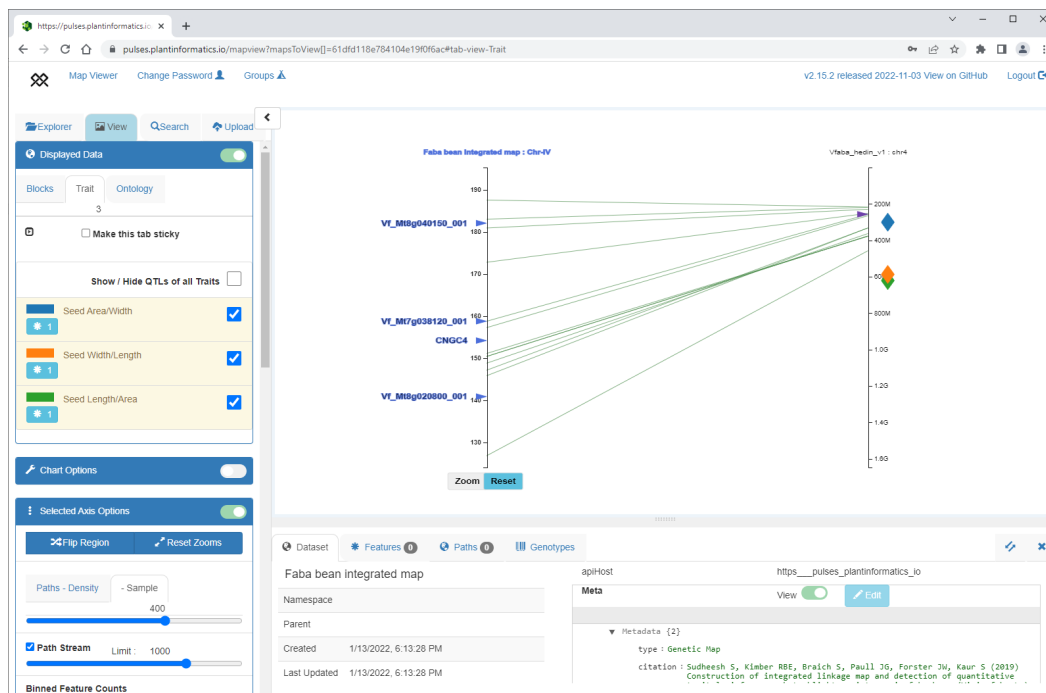 https://pulses.plantinformatics.io
pulses.plantinformatics.io/mapview?mapsToView[]=61dfd118e784104e19f0f6ac#tab-view-Trait
Map Viewer Change Password Groups
v2.15.2 released 2022-11-03 View on GitHub Logout
Explorer View Search Upload
Displayed Data
Blocks Trait Ontology
3
Make this tab sticky
Show / Hide QTLs of all Traits
Seed Area/Width
1
Seed Width/Length
1
Seed Length/Area
1
Chart Options
Selected Axis Options
Flip Region Reset Zooms
Paths - Density - Sample
400
Path Stream Limit : 1000
Binned Feature Counts
Faba bean integrated map : Chr-IV
Vfaba_hedin_v1 : chr4
190
Vf_Mt8g040150_001
180
170
Vf_Mt7g038120_001
160
CNGC4
150
Vf_Mt8g020800_001
140
130
200M
400M
800M
1.0G
1.2G
1.4G
1.6G
Zoom Reset
Dataset Features 0 Paths 0 Genotypes
Faba bean integrated map
Namespace
Parent
Created 1/13/2022, 6:13:28 PM
Last Updated 1/13/2022, 6:13:28 PM
apiHost https___pulses_plantinformatics_io
Meta View Edit
Metadata {2}
type : Genetic Map
citation : Sudheesh S, Kimber RBE, Braich S, Paull JG, Forster JW, Kaur S (2019)
Construction of integrated linkage map and detection of quantitative